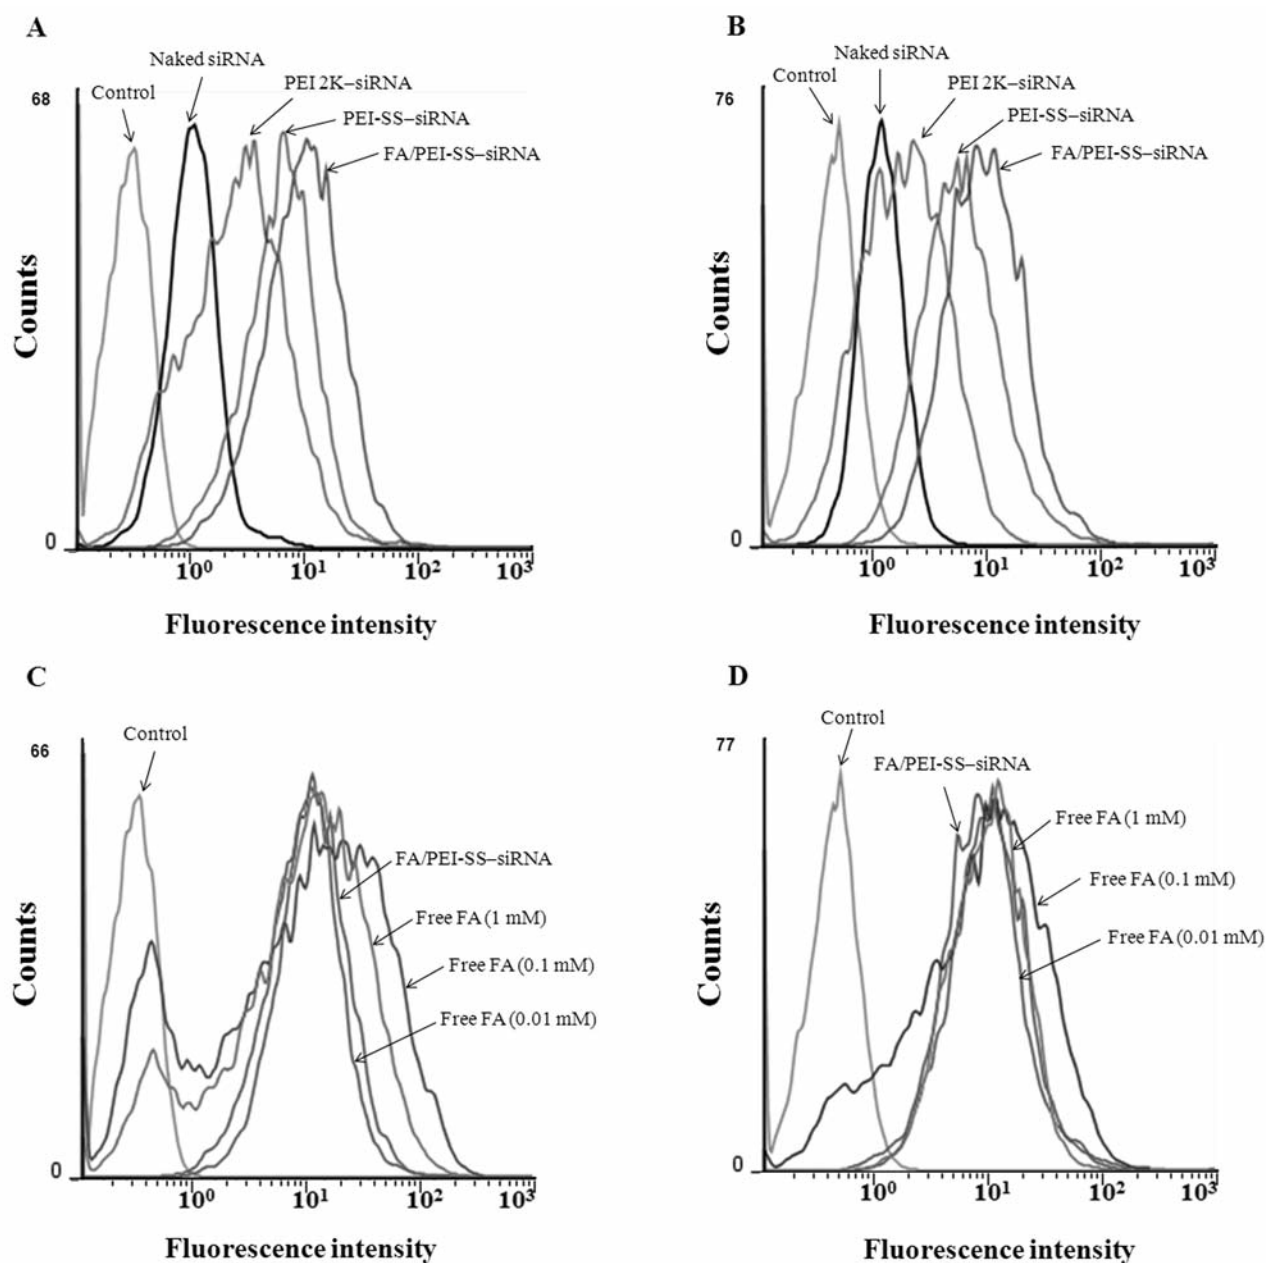 A
Naked siRNA
Control
PEI 2K–siRNA
PEI-SS–siRNA
FA/PEI-SS–siRNA
68
Counts
0
10⁰ 10¹ 10² 10³
Fluorescence intensity
B
Naked siRNA
Control
PEI 2K–siRNA
PEI-SS–siRNA
FA/PEI-SS–siRNA
76
Counts
0
10⁰ 10¹ 10² 10³
Fluorescence intensity
C
Control
66
FA/PEI-SS–siRNA
Free FA (1 mM)
Free FA (0.1 mM)
Free FA (0.01 mM)
Counts
0
10⁰ 10¹ 10² 10³
Fluorescence intensity
D
Control
77
FA/PEI-SS–siRNA
Free FA (1 mM)
Free FA (0.1 mM)
Free FA (0.01 mM)
Counts
0
10⁰ 10¹ 10² 10³
Fluorescence intensity